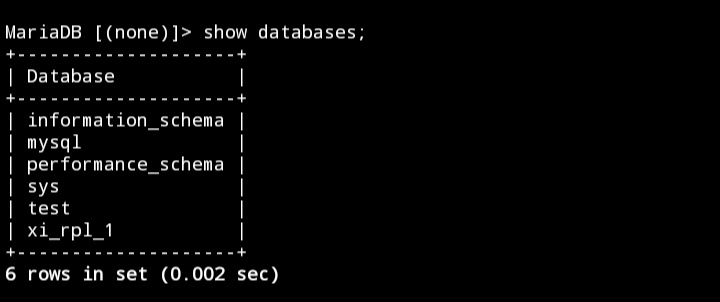 MariaDB [(none)]> show databases;
+--------------------+
| Database           |
+--------------------+
| information_schema |
| mysql              |
| performance_schema |
| sys                |
| test               |
| xi_rpl_1           |
+--------------------+
6 rows in set (0.002 sec)